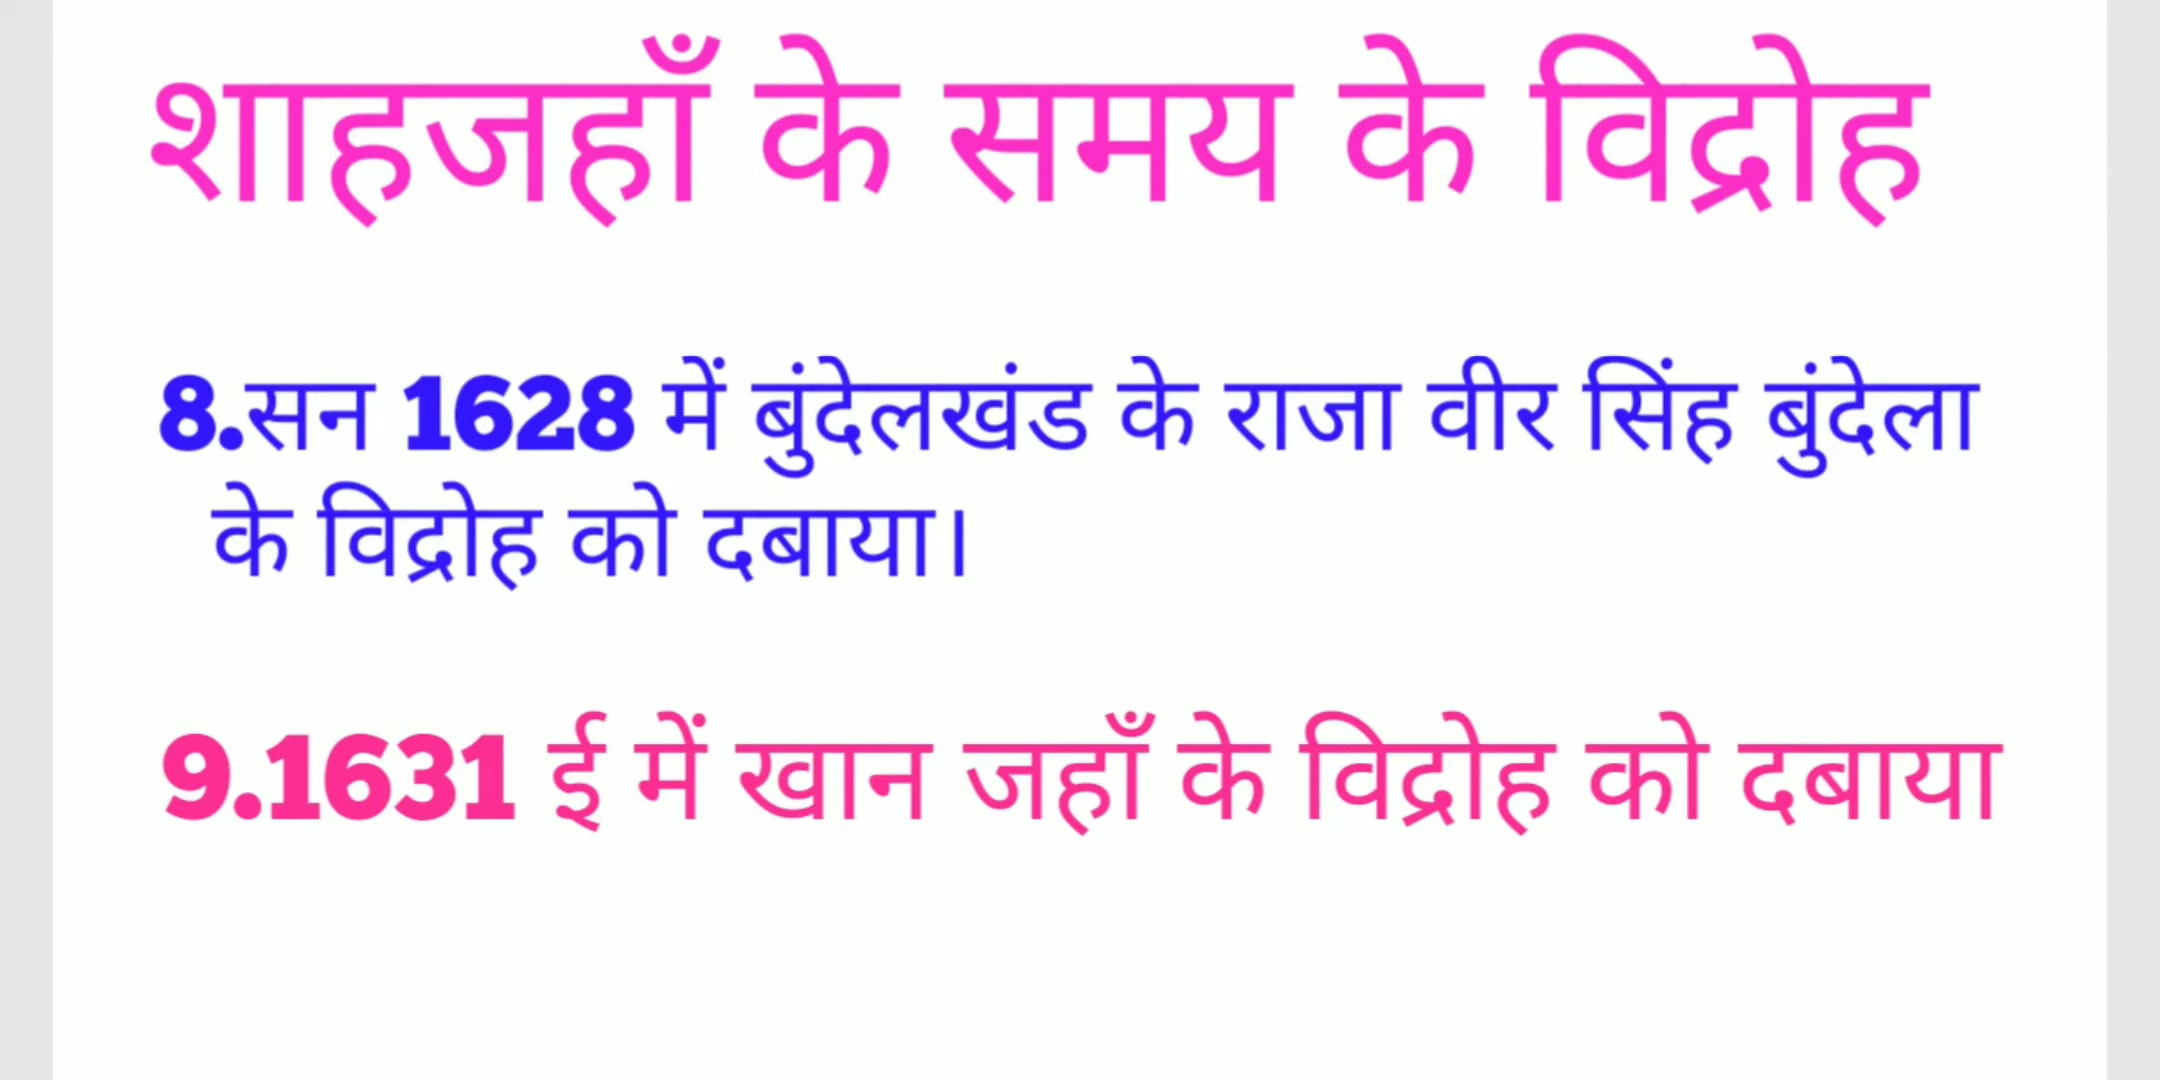 शाहजहाँ के समय के विद्रोह
8.सन 1628 में बुंदेलखंड के राजा वीर सिंह बुंदेला
के विद्रोह को दबाया।
9.1631 ई में खान जहाँ के विद्रोह को दबाया